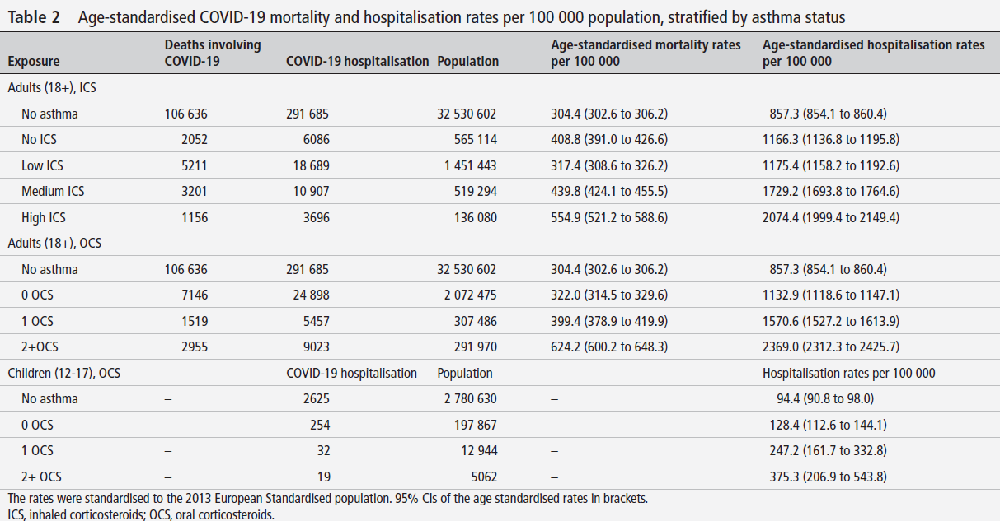 Table 2 Age-standardised COVID-19 mortality and hospitalisation rates per 100 000 population, stratified by asthma status
Exposure Deaths involving COVID-19 COVID-19 hospitalisation Population Age-standardised mortality rates per 100 000 Age-standardised hospitalisation rates per 100 000
Adults (18+), ICS
No asthma 106 636 291 685 32 530 602 304.4 (302.6 to 306.2) 857.3 (854.1 to 860.4)
No ICS 2052 6086 565 114 408.8 (391.0 to 426.6) 1166.3 (1136.8 to 1195.8)
Low ICS 5211 18 689 1 451 443 317.4 (308.6 to 326.2) 1175.4 (1158.2 to 1192.6)
Medium ICS 3201 10 907 519 294 439.8 (424.1 to 455.5) 1729.2 (1693.8 to 1764.6)
High ICS 1156 3696 136 080 554.9 (521.2 to 588.6) 2074.4 (1999.4 to 2149.4)
Adults (18+), OCS
No asthma 106 636 291 685 32 530 602 304.4 (302.6 to 306.2) 857.3 (854.1 to 860.4)
0 OCS 7146 24 898 2 072 475 322.0 (314.5 to 329.6) 1132.9 (1118.6 to 1147.1)
1 OCS 1519 5457 307 486 399.4 (378.9 to 419.9) 1570.6 (1527.2 to 1613.9)
2+OCS 2955 9023 291 970 624.2 (600.2 to 648.3) 2369.0 (2312.3 to 2425.7)
Children (12-17), OCS COVID-19 hospitalisation Population Hospitalisation rates per 100 000
No asthma – 2625 2 780 630 – 94.4 (90.8 to 98.0)
0 OCS – 254 197 867 – 128.4 (112.6 to 144.1)
1 OCS – 32 12 944 – 247.2 (161.7 to 332.8)
2+ OCS – 19 5062 – 375.3 (206.9 to 543.8)
The rates were standardised to the 2013 European Standardised population. 95% CIs of the age standardised rates in brackets.
ICS, inhaled corticosteroids; OCS, oral corticosteroids.